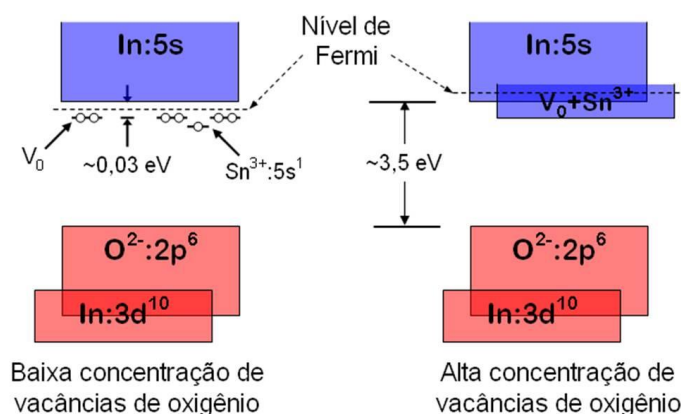 In:5s
Nível de
Fermi
In:5s
V₀+Sn³⁺
V₀
~0,03 eV
Sn³⁺:5s¹
~3,5 eV
O²⁻:2p⁶
In:3d¹⁰
O²⁻:2p⁶
In:3d¹⁰
Baixa concentração de
vacâncias de oxigênio
Alta concentração de
vacâncias de oxigênio